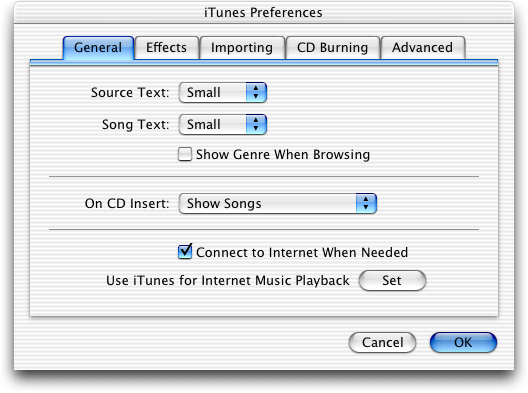 iTunes Preferences
General Effects Importing CD Burning Advanced
Source Text: Small
Song Text: Small
Show Genre When Browsing
On CD Insert: Show Songs
Connect to Internet When Needed
Use iTunes for Internet Music Playback Set
Cancel OK